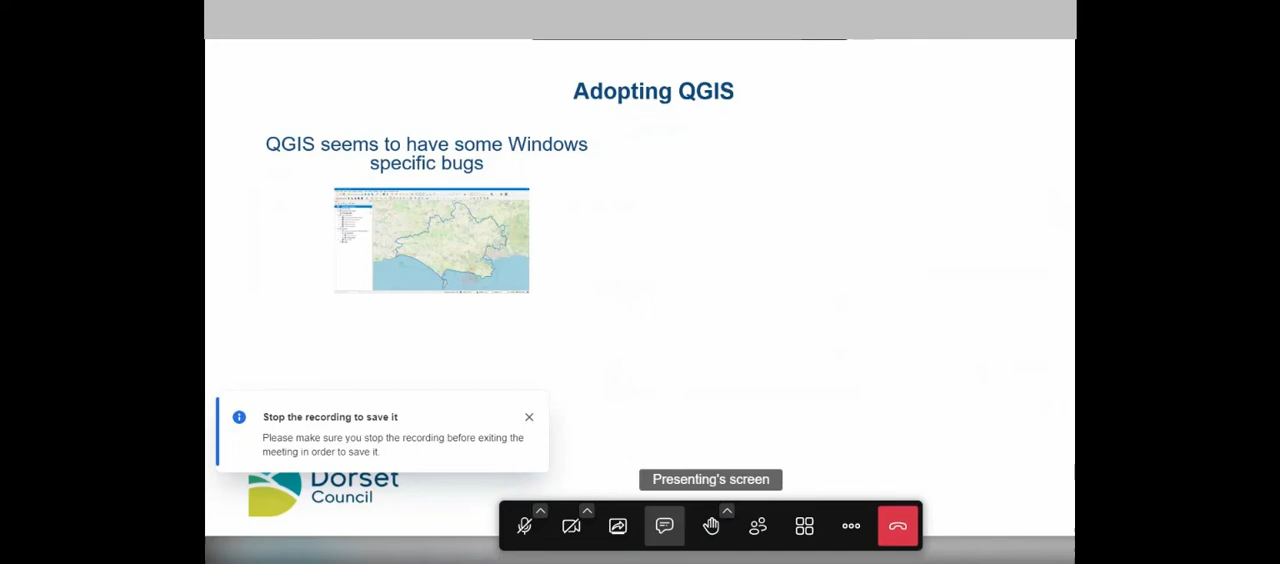 Adopting QGIS
QGIS seems to have some Windows
specific bugs
Stop the recording to save it
Please make sure you stop the recording before exiting the
meeting in order to save it.
Dorset
Council
Presenting's screen